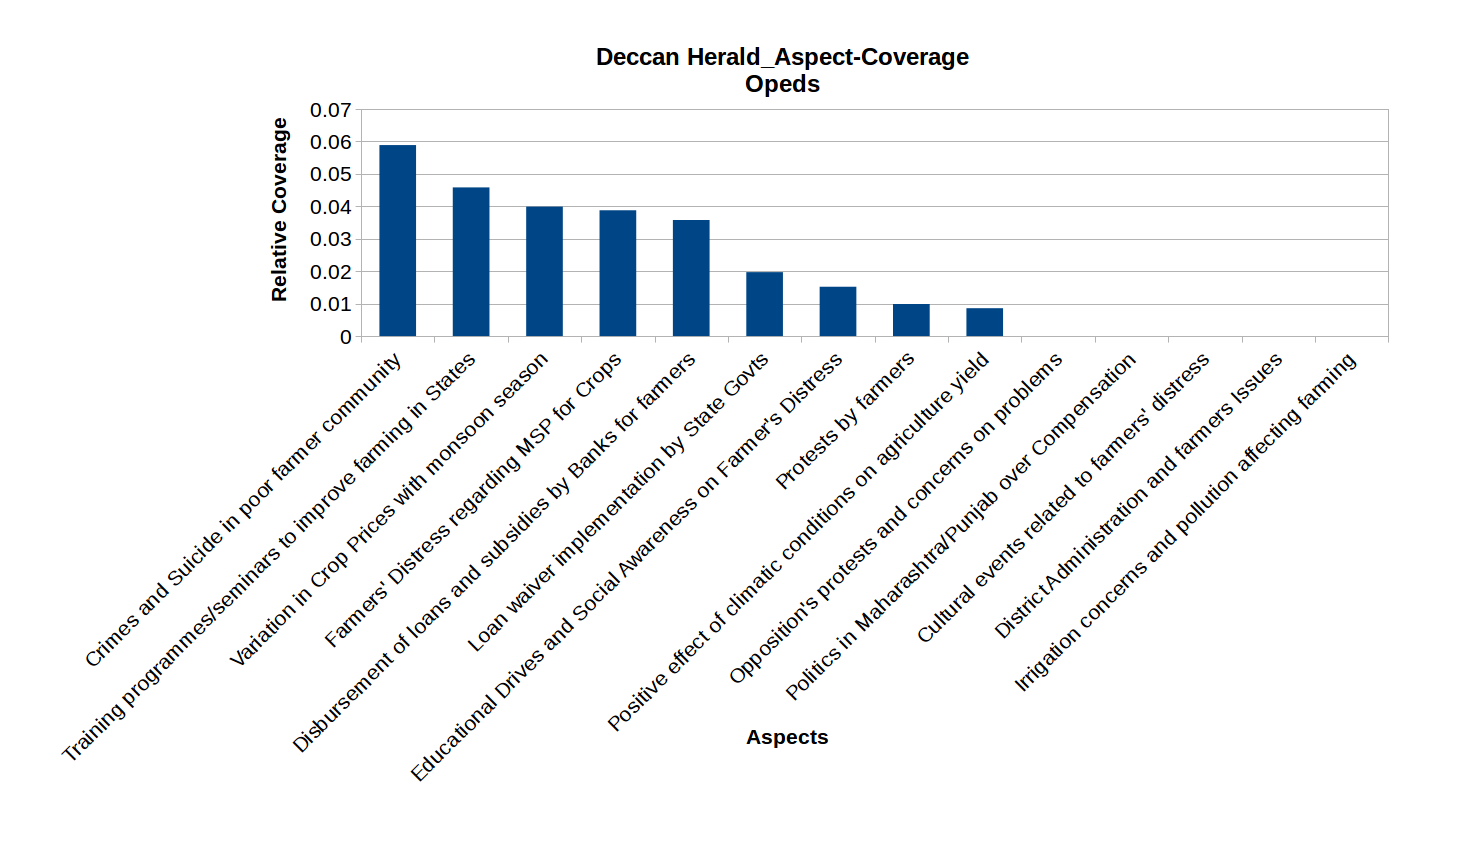 Deccan Herald_Aspect-Coverage
Opeds
Relative Coverage
0.07
0.06
0.05
0.04
0.03
0.02
0.01
0
Crimes and Suicide in poor farmer community
Training programmes/seminars to improve farming in States
Variation in Crop Prices with monsoon season
Farmers' Distress regarding MSP for Crops
Disbursement of loans and subsidies by Banks for farmers
Loan waiver implementation by State Govts
Educational Drives and Social Awareness on Farmer's Distress
Protests by farmers
Positive effect of climatic conditions on agriculture yield
Opposition's protests and concerns on problems
Politics in Maharashtra/Punjab over Compensation
Cultural events related to farmers' distress
District Administration and farmers Issues
Irrigation concerns and pollution affecting farming
Aspects